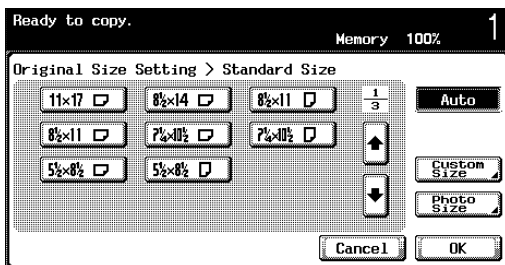 Ready to copy.
Memory 100% 1
Original Size Setting > Standard Size
11×17 8½×14 8½×11 1/3 Auto
8½×11 7¼×10½ 7¼×10½
Custom Size
5½×8½ 5½×8½
Photo Size
Cancel OK